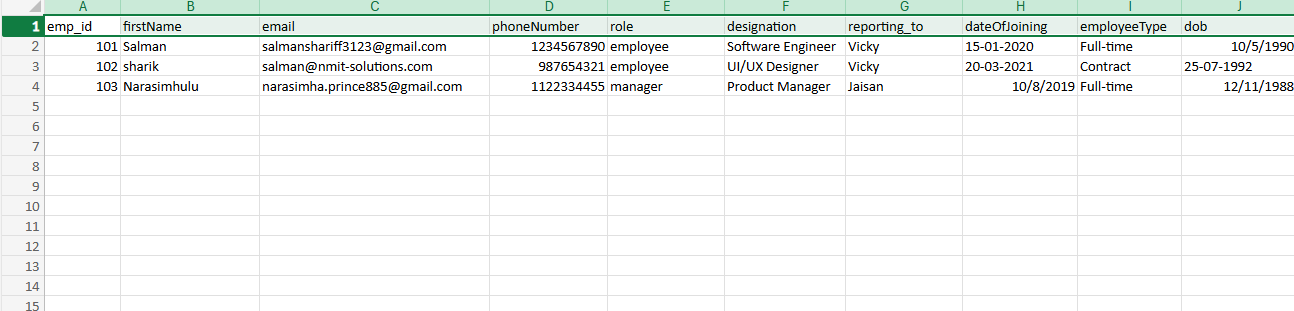 A B C D E F G H I J
1 emp_id firstName email phoneNumber role designation reporting_to dateOfJoining employeeType dob
2 101 Salman salmanshariff3123@gmail.com 1234567890 employee Software Engineer Vicky 15-01-2020 Full-time 10/5/1990
3 102 sharik salman@nmit-solutions.com 987654321 employee UI/UX Designer Vicky 20-03-2021 Contract 25-07-1992
4 103 Narasimhulu narasimha.prince885@gmail.com 1122334455 manager Product Manager Jaisan 10/8/2019 Full-time 12/11/1988
5
6
7
8
9
10
11
12
13
14
15